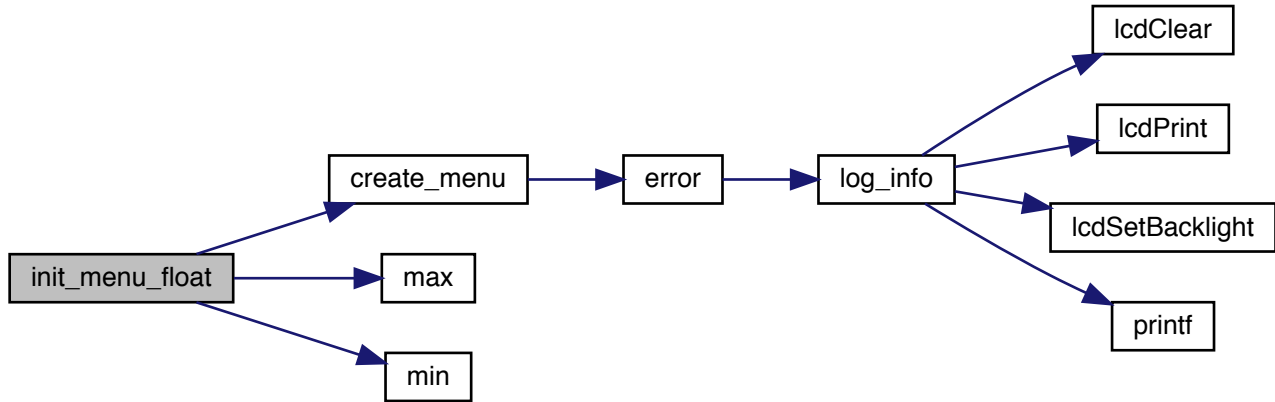 init_menu_float
create_menu
max
min
error
log_info
lcdClear
lcdPrint
lcdSetBacklight
printf